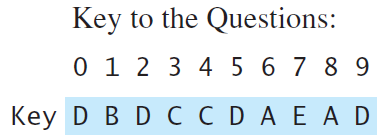 Key to the Questions:
0 1 2 3 4 5 6 7 8 9
Key D B D C C D A E A D